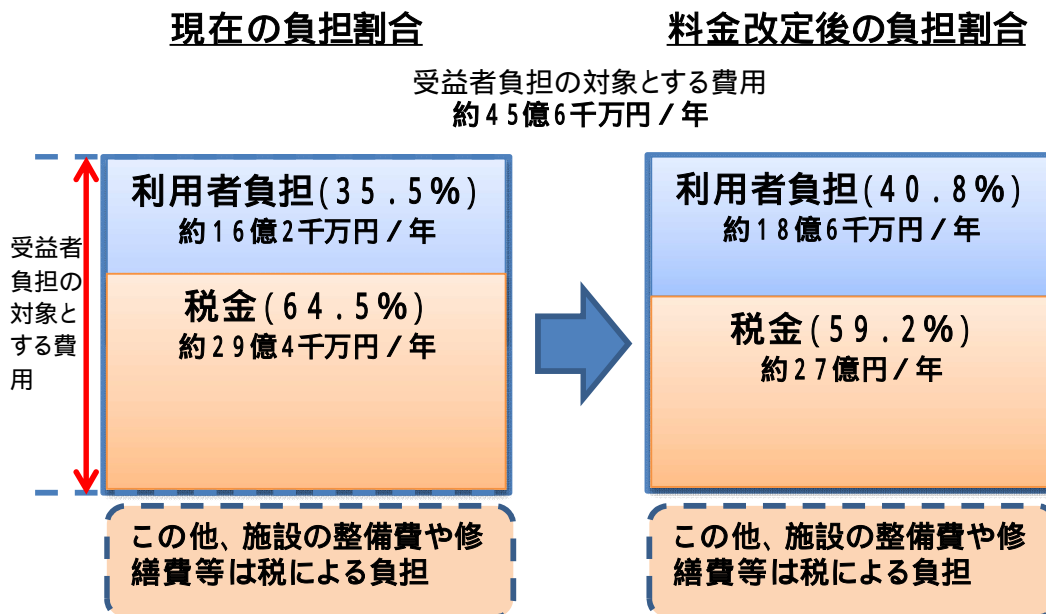 現在の負担割合
料金改定後の負担割合
受益者負担の対象とする費用
約45億6千万円/年
受益者
負担の
対象と
する費
用
利用者負担(35.5%)
約16億2千万円/年
税金(64.5%)
約29億4千万円/年
この他、施設の整備費や修
繕費等は税による負担
利用者負担(40.8%)
約18億6千万円/年
税金(59.2%)
約27億円/年
この他、施設の整備費や修
繕費等は税による負担